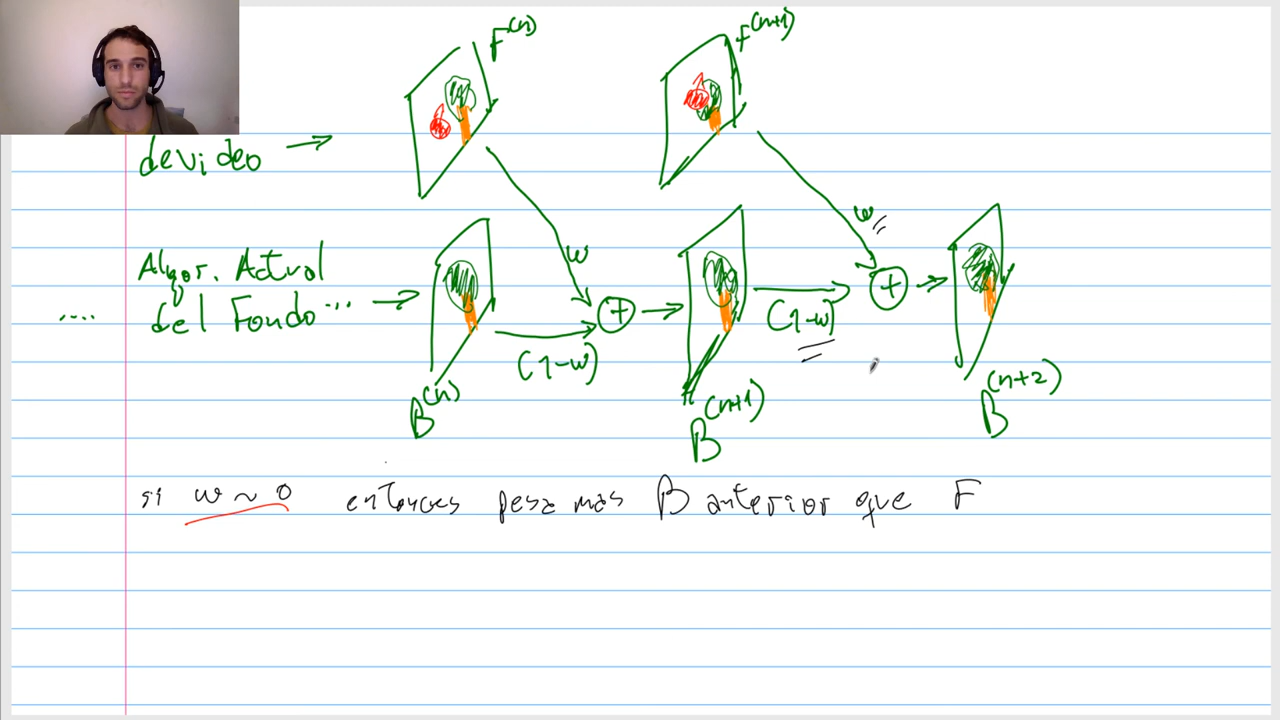 F^(n)
F^(n+1)
de video →
w
w
Algor. Actual
.... del Fondo ... →
+ →
+ →
(1-w)
(1-w)
B^(n)
B^(n+1)
B^(n+2)
si w ~ 0 entonces pesa mas B anterior que F